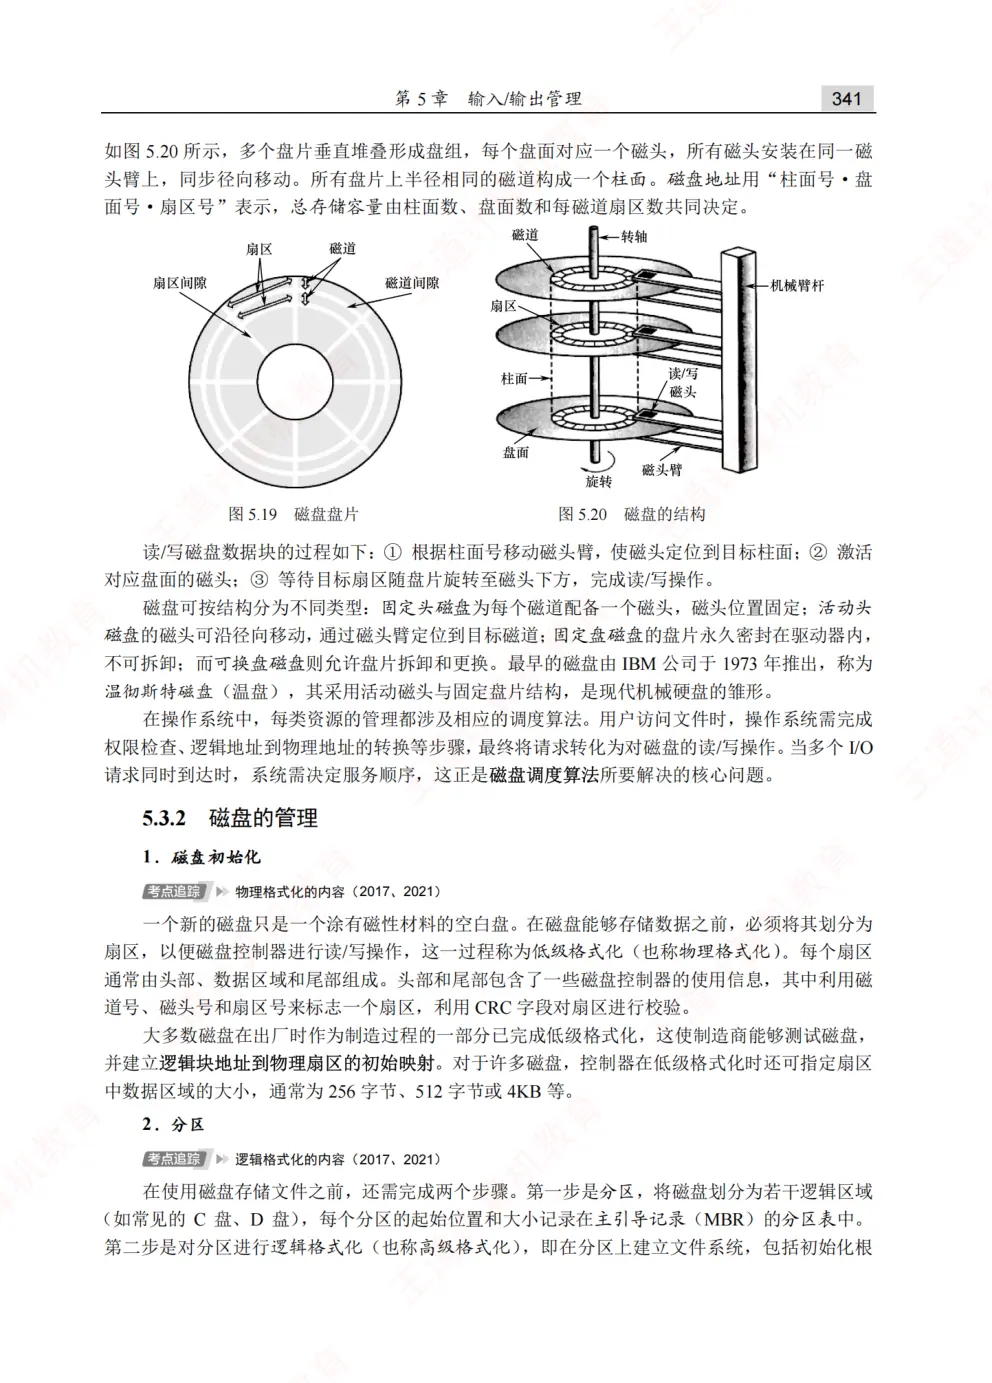 第 5 章 输入/输出管理 341
如图 5.20 所示，多个盘片垂直堆叠形成盘组，每个盘面对应一个磁头，所有磁头安装在同一磁
头臂上，同步径向移动。所有盘片上半径相同的磁道构成一个柱面。磁盘地址用“柱面号·盘
面号·扇区号”表示，总存储容量由柱面数、盘面数和每磁道扇区数共同决定。
扇区
磁道
扇区间隙
磁道间隙
图 5.19 磁盘盘片
磁道
转轴
机械臂杆
扇区
柱面
读/写
磁头
盘面
磁头臂
旋转
图 5.20 磁盘的结构
读/写磁盘数据块的过程如下：① 根据柱面号移动磁头臂，使磁头定位到目标柱面；② 激活
对应盘面的磁头；③ 等待目标扇区随盘片旋转至磁头下方，完成读/写操作。
磁盘可按结构分为不同类型：固定头磁盘为每个磁道配备一个磁头，磁头位置固定；活动头
磁盘的磁头可沿径向移动，通过磁头臂定位到目标磁道；固定盘磁盘的盘片永久密封在驱动器内，
不可拆卸；而可换盘磁盘则允许盘片拆卸和更换。最早的磁盘由 IBM 公司于 1973 年推出，称为
温彻斯特磁盘（温盘），其采用活动磁头与固定盘片结构，是现代机械硬盘的雏形。
在操作系统中，每类资源的管理都涉及相应的调度算法。用户访问文件时，操作系统需完成
权限检查、逻辑地址到物理地址的转换等步骤，最终将请求转化为对磁盘的读/写操作。当多个 I/O
请求同时到达时，系统需决定服务顺序，这正是磁盘调度算法所要解决的核心问题。
5.3.2 磁盘的管理
1．磁盘初始化
考点追踪 物理格式化的内容（2017、2021）
一个新的磁盘只是一个涂有磁性材料的空白盘。在磁盘能够存储数据之前，必须将其划分为
扇区，以便磁盘控制器进行读/写操作，这一过程称为低级格式化（也称物理格式化）。每个扇区
通常由头部、数据区域和尾部组成。头部和尾部包含了一些磁盘控制器的使用信息，其中利用磁
道号、磁头号和扇区号来标志一个扇区，利用 CRC 字段对扇区进行校验。
大多数磁盘在出厂时作为制造过程的一部分已完成低级格式化，这使制造商能够测试磁盘，
并建立逻辑块地址到物理扇区的初始映射。对于许多磁盘，控制器在低级格式化时还可指定扇区
中数据区域的大小，通常为 256 字节、512 字节或 4KB 等。
2．分区
考点追踪 逻辑格式化的内容（2017、2021）
在使用磁盘存储文件之前，还需完成两个步骤。第一步是分区，将磁盘划分为若干逻辑区域
（如常见的 C 盘、D 盘），每个分区的起始位置和大小记录在主引导记录（MBR）的分区表中。
第二步是对分区进行逻辑格式化（也称高级格式化），即在分区上建立文件系统，包括初始化根